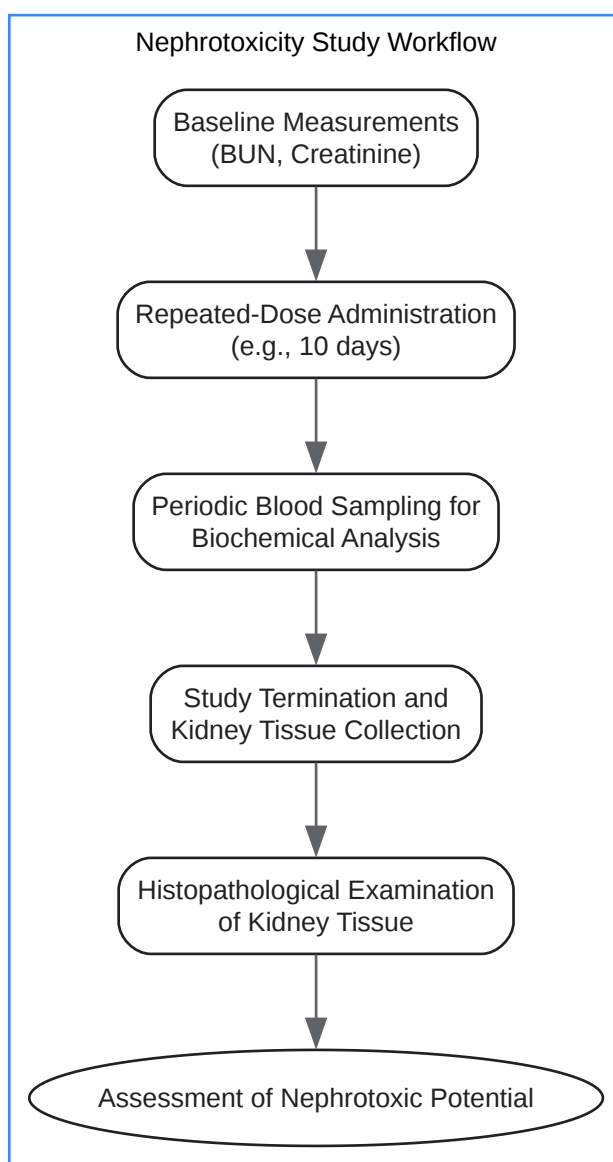 Nephrotoxicity Study Workflow
Baseline Measurements
(BUN, Creatinine)
Repeated-Dose Administration
(e.g., 10 days)
Periodic Blood Sampling for
Biochemical Analysis
Study Termination and
Kidney Tissue Collection
Histopathological Examination
of Kidney Tissue
Assessment of Nephrotoxic Potential